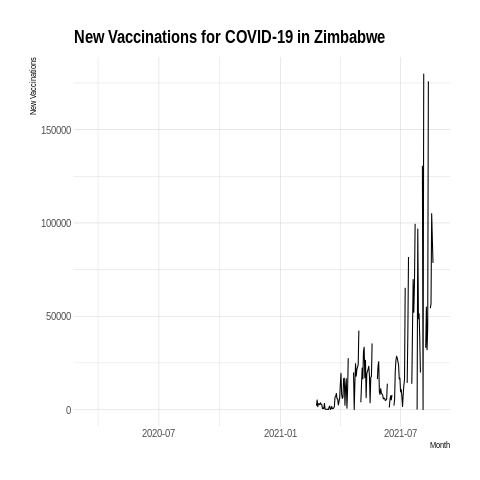 New Vaccinations for COVID-19 in Zimbabwe
New Vaccinations
150000
100000
50000
0
2020-07
2021-01
2021-07
Month